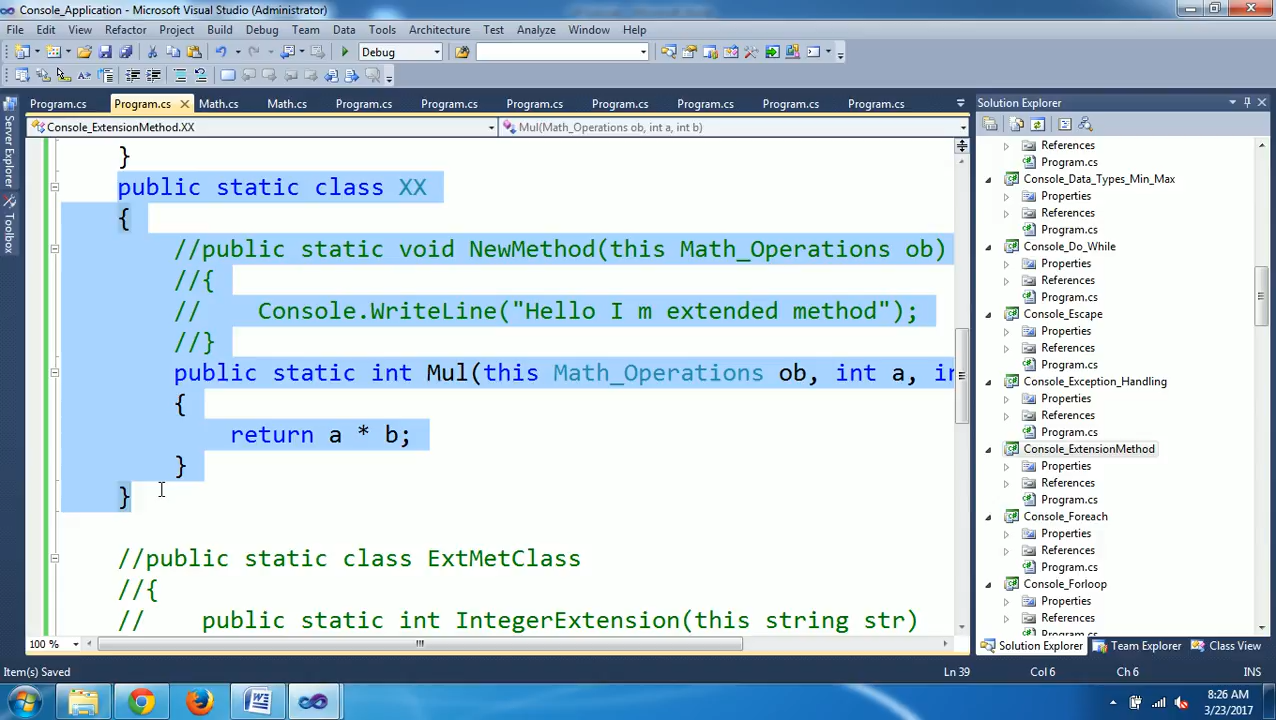 Console_Application - Microsoft Visual Studio (Administrator)
File Edit View Refactor Project Build Debug Team Data Tools Architecture Test Analyze Window Help
Debug
Program.cs Program.cs Math.cs Math.cs Program.cs Program.cs Program.cs Program.cs Program.cs Program.cs Program.cs
Console_ExtensionMethod.XX Mul(Math_Operations ob, int a, int b)
Server Explorer
Toolbox
}
public static class XX
{
//public static void NewMethod(this Math_Operations ob)
//{
// Console.WriteLine("Hello I m extended method");
//}
public static int Mul(this Math_Operations ob, int a, in
{
return a * b;
}
}
//public static class ExtMetClass
//{
// public static int IntegerExtension(this string str)
100 %
Solution Explorer
References
Program.cs
Console_Data_Types_Min_Max
Properties
References
Program.cs
Console_Do_While
Properties
References
Program.cs
Console_Escape
Properties
References
Program.cs
Console_Exception_Handling
Properties
References
Program.cs
Console_ExtensionMethod
Properties
References
Program.cs
Console_Foreach
Properties
References
Program.cs
Console_Forloop
Properties
References
Program.cs
Solution Explorer Team Explorer Class View
Item(s) Saved Ln 39 Col 6 Ch 6 INS
8:26 AM
3/23/2017